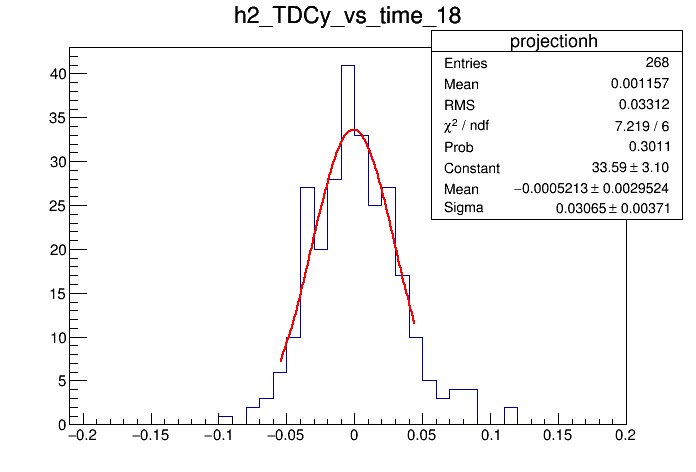 h2_TDCy_vs_time_18
projectionh
Entries 268
Mean 0.001157
RMS 0.03312
χ² / ndf 7.219 / 6
Prob 0.3011
Constant 33.59 ± 3.10
Mean −0.0005213 ± 0.0029524
Sigma 0.03065 ± 0.00371
40
35
30
25
20
15
10
5
0
−0.2 −0.15 −0.1 −0.05 0 0.05 0.1 0.15 0.2